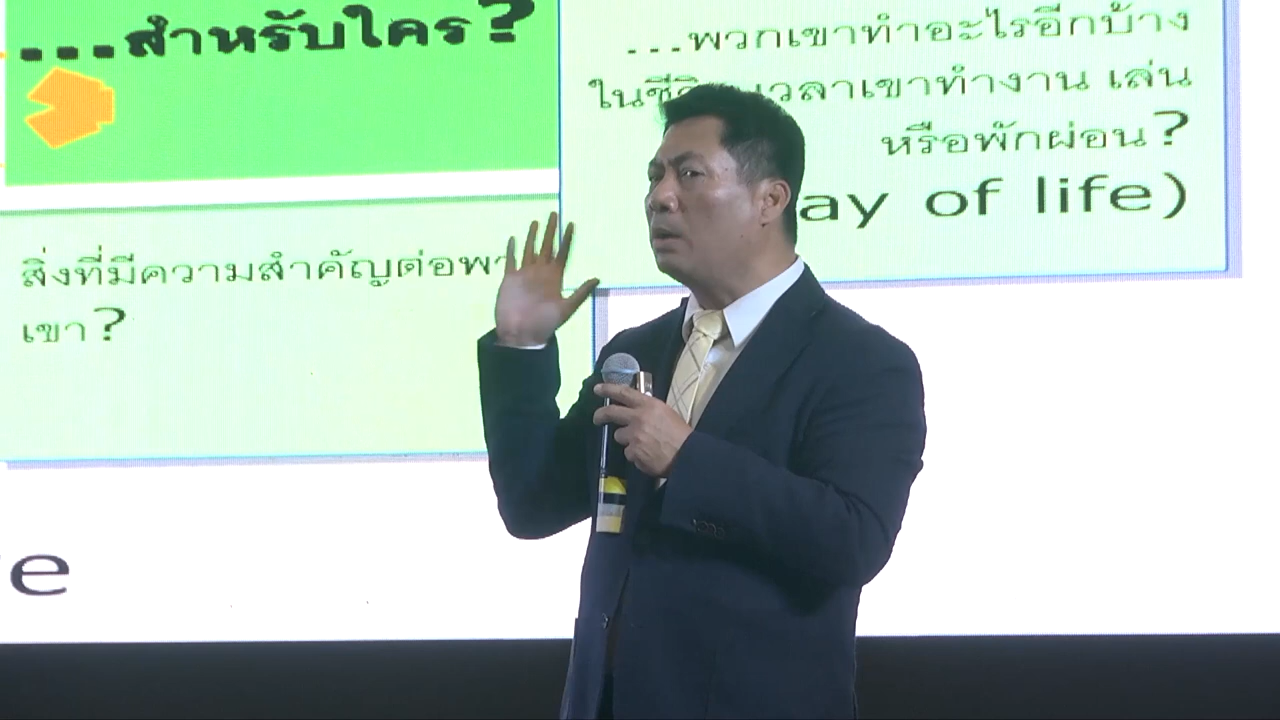 ...สำหรับใคร?
...พวกเขาทำอะไรอีกบ้าง
เวลาเขาทำงาน เล่น
หรือพักผ่อน?
of life)
สิ่งที่มีความสำคัญต่อ
เขา?